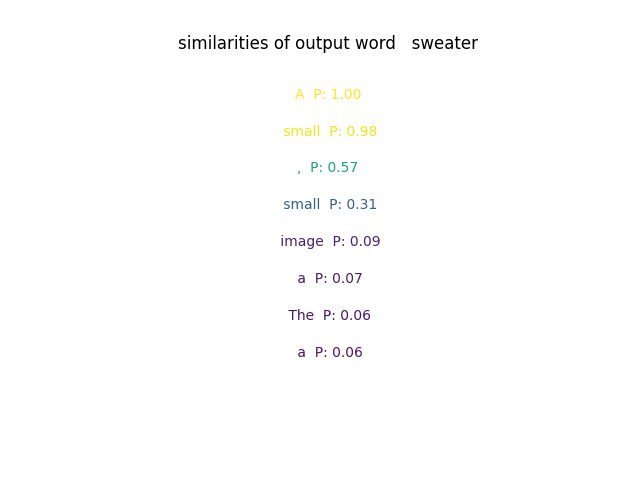 similarities of output word   sweater
A  P: 1.00
small  P: 0.98
,  P: 0.57
small  P: 0.31
image  P: 0.09
a  P: 0.07
The  P: 0.06
a  P: 0.06